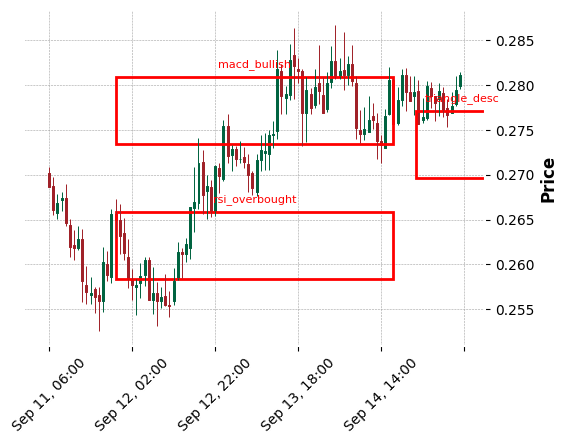 macd_bullish
rsi_overbought
0.285
0.280
0.275
0.270
0.265
0.260
0.255
Price
Sep 11, 06:00
Sep 12, 02:00
Sep 12, 22:00
Sep 13, 18:00
Sep 14, 14:00